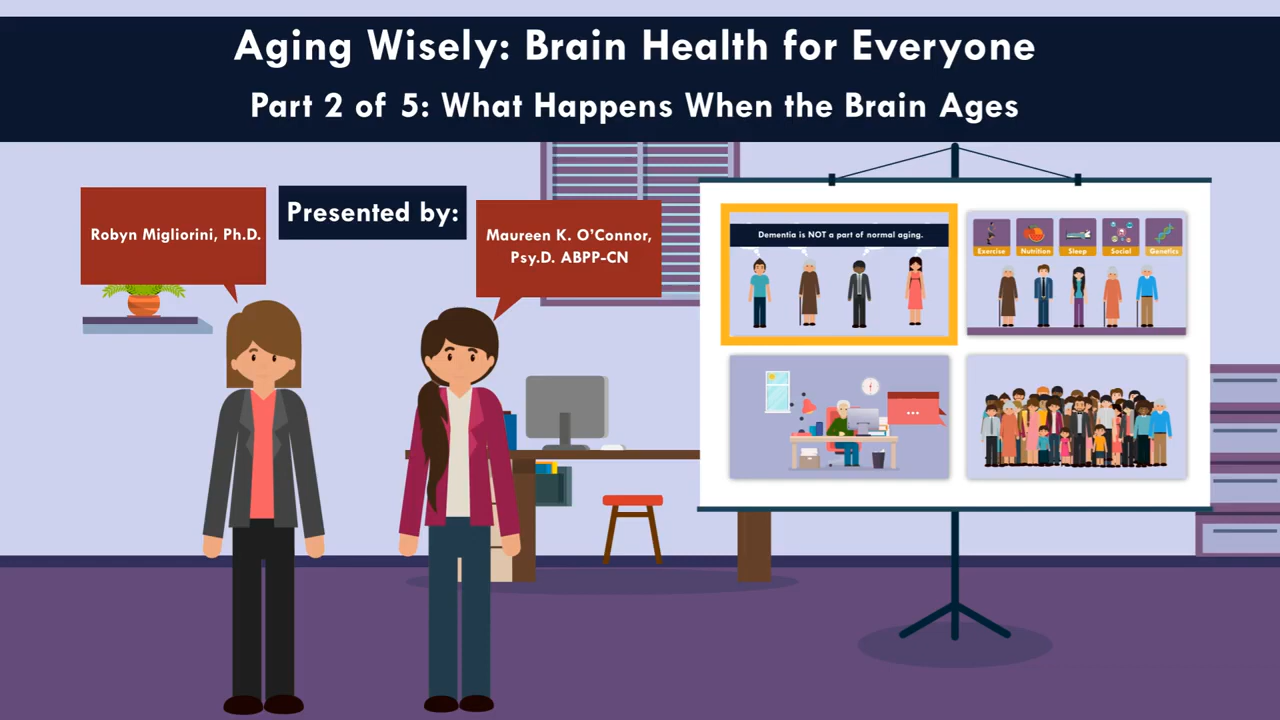 Aging Wisely: Brain Health for Everyone
Part 2 of 5: What Happens When the Brain Ages
Robyn Migliorini, Ph.D.
Presented by:
Maureen K. O’Connor,
Psy.D. ABPP-CN
Dementia is NOT a part of normal aging.
Exercise
Nutrition
Sleep
Social
Genetics
...